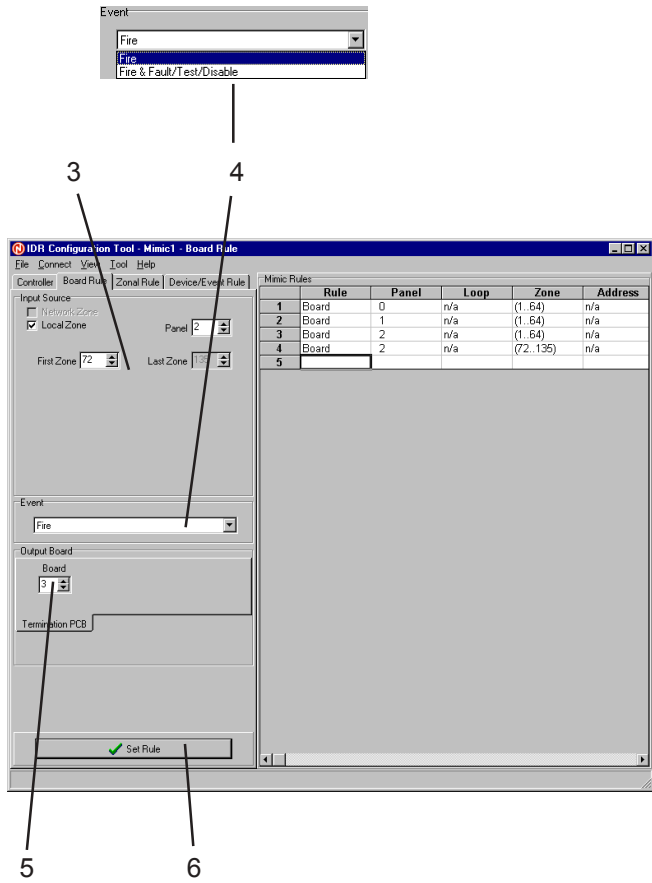 Event
Fire
Fire
Fire & Fault/Test/Disable
3
4
IDR Configuration Tool - Mimic1 - Board Rule
File Connect View Tool Help
Controller Board Rule Zonal Rule Device/Event Rule
Input Source
Network Zone
Local Zone
Panel 2
First Zone 72 Last Zone 135
Event
Fire
Output Board
Board
3
Termination PCB
Set Rule
Mimic Rules
Rule Panel Loop Zone Address
1 Board 0 n/a (1..64) n/a
2 Board 1 n/a (1..64) n/a
3 Board 2 n/a (1..64) n/a
4 Board 2 n/a (72..135) n/a
5
5
6